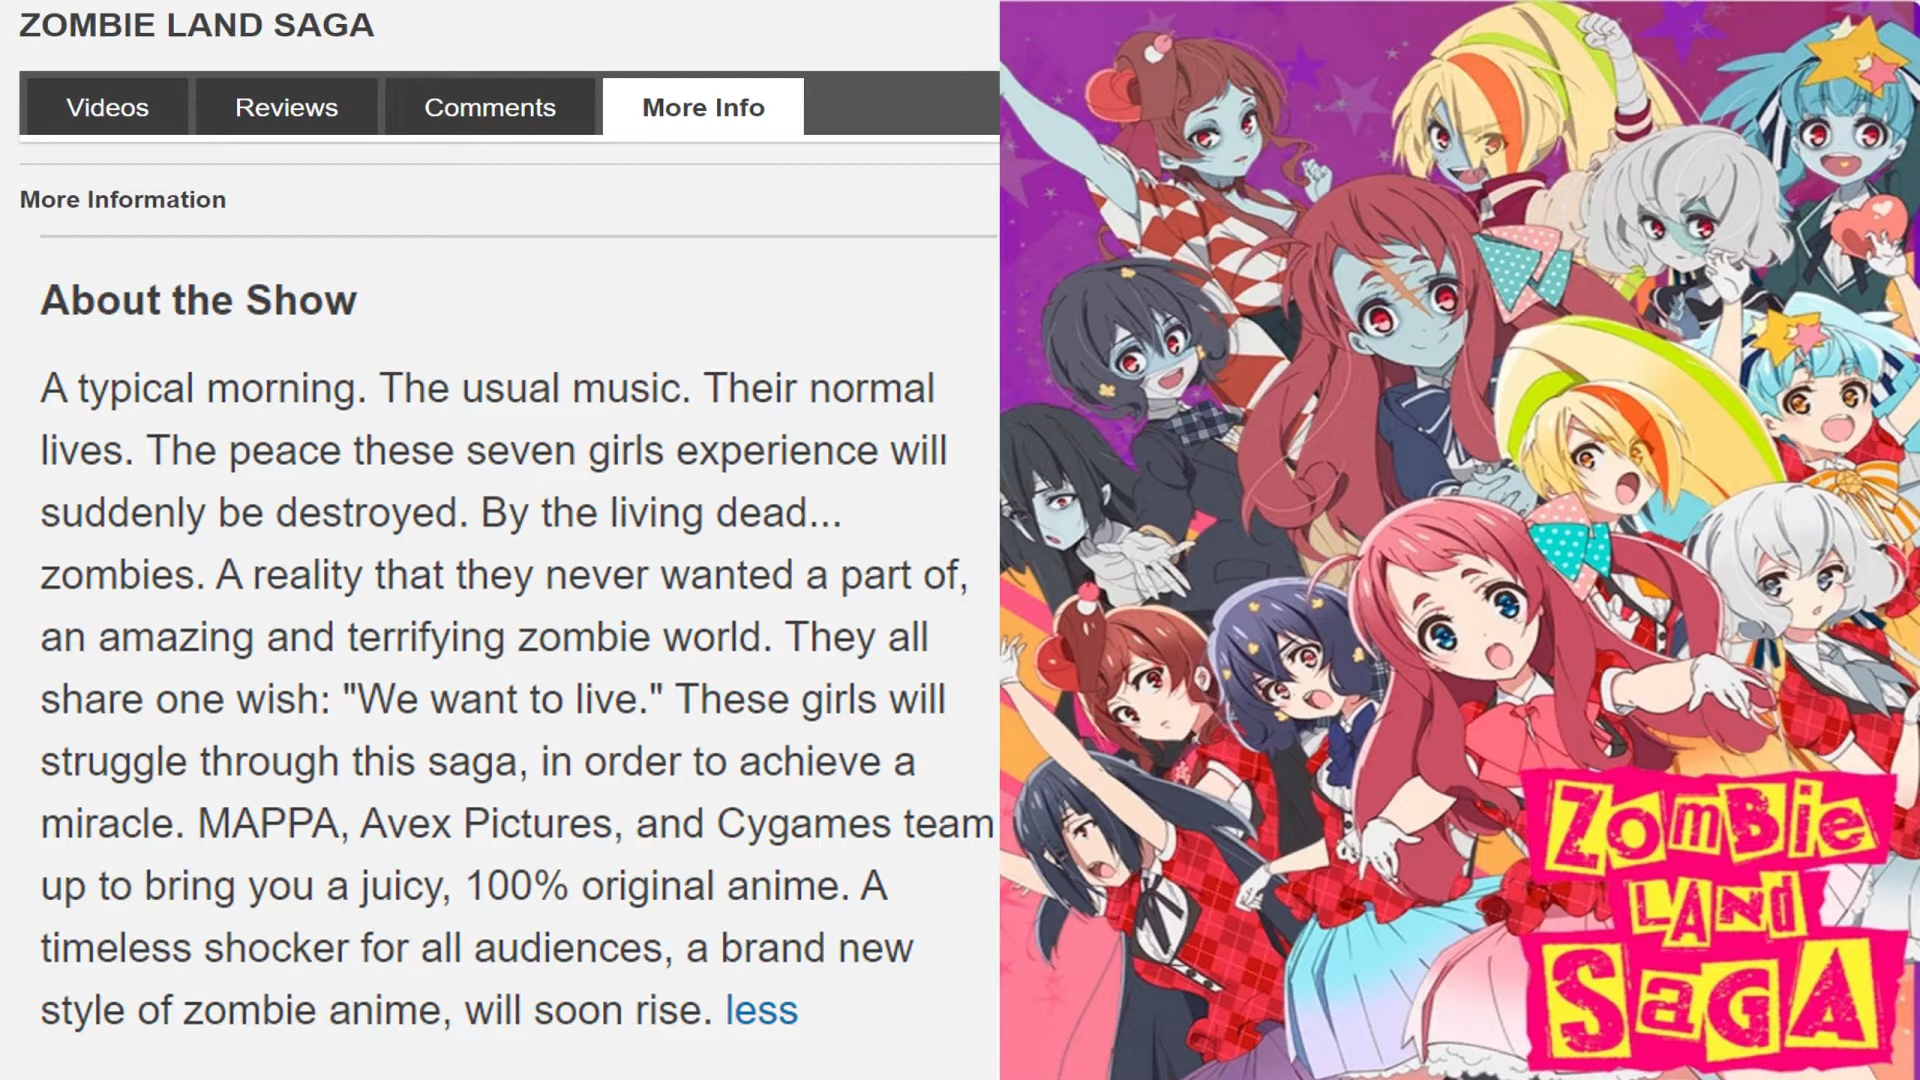 ZOMBIE LAND SAGA
Videos
Reviews
Comments
More Info
More Information
About the Show
A typical morning. The usual music. Their normal
lives. The peace these seven girls experience will
suddenly be destroyed. By the living dead...
zombies. A reality that they never wanted a part of,
an amazing and terrifying zombie world. They all
share one wish: "We want to live." These girls will
struggle through this saga, in order to achieve a
miracle. MAPPA, Avex Pictures, and Cygames team
up to bring you a juicy, 100% original anime. A
timeless shocker for all audiences, a brand new
style of zombie anime, will soon rise. less
ZomBie
LANd
SaGA